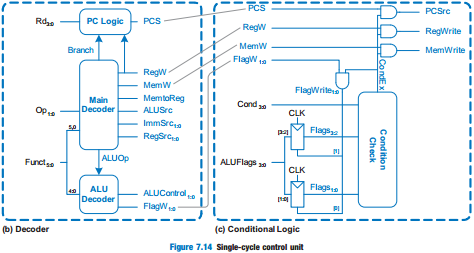 Rd3:0
PC Logic
PCS
PCS
PCSrc
Branch
RegW
RegWrite
MemW
MemWrite
FlagW1:0
Op1:0
Main
Decoder
RegW
MemW
MemtoReg
ALUSrc
ImmSrc1:0
RegSrc1:0
5,0
Funct5:0
ALUOp
4:0
ALU
Decoder
ALUControl1:0
FlagW1:0
FlagWrite1:0
CondEx
Cond3:0
CLK
[3:2]
Flags3:2
[1]
ALUFlags3:0
CLK
[1:0]
Flags1:0
[0]
Condition
Check
(b) Decoder
(c) Conditional Logic
Figure 7.14 Single-cycle control unit